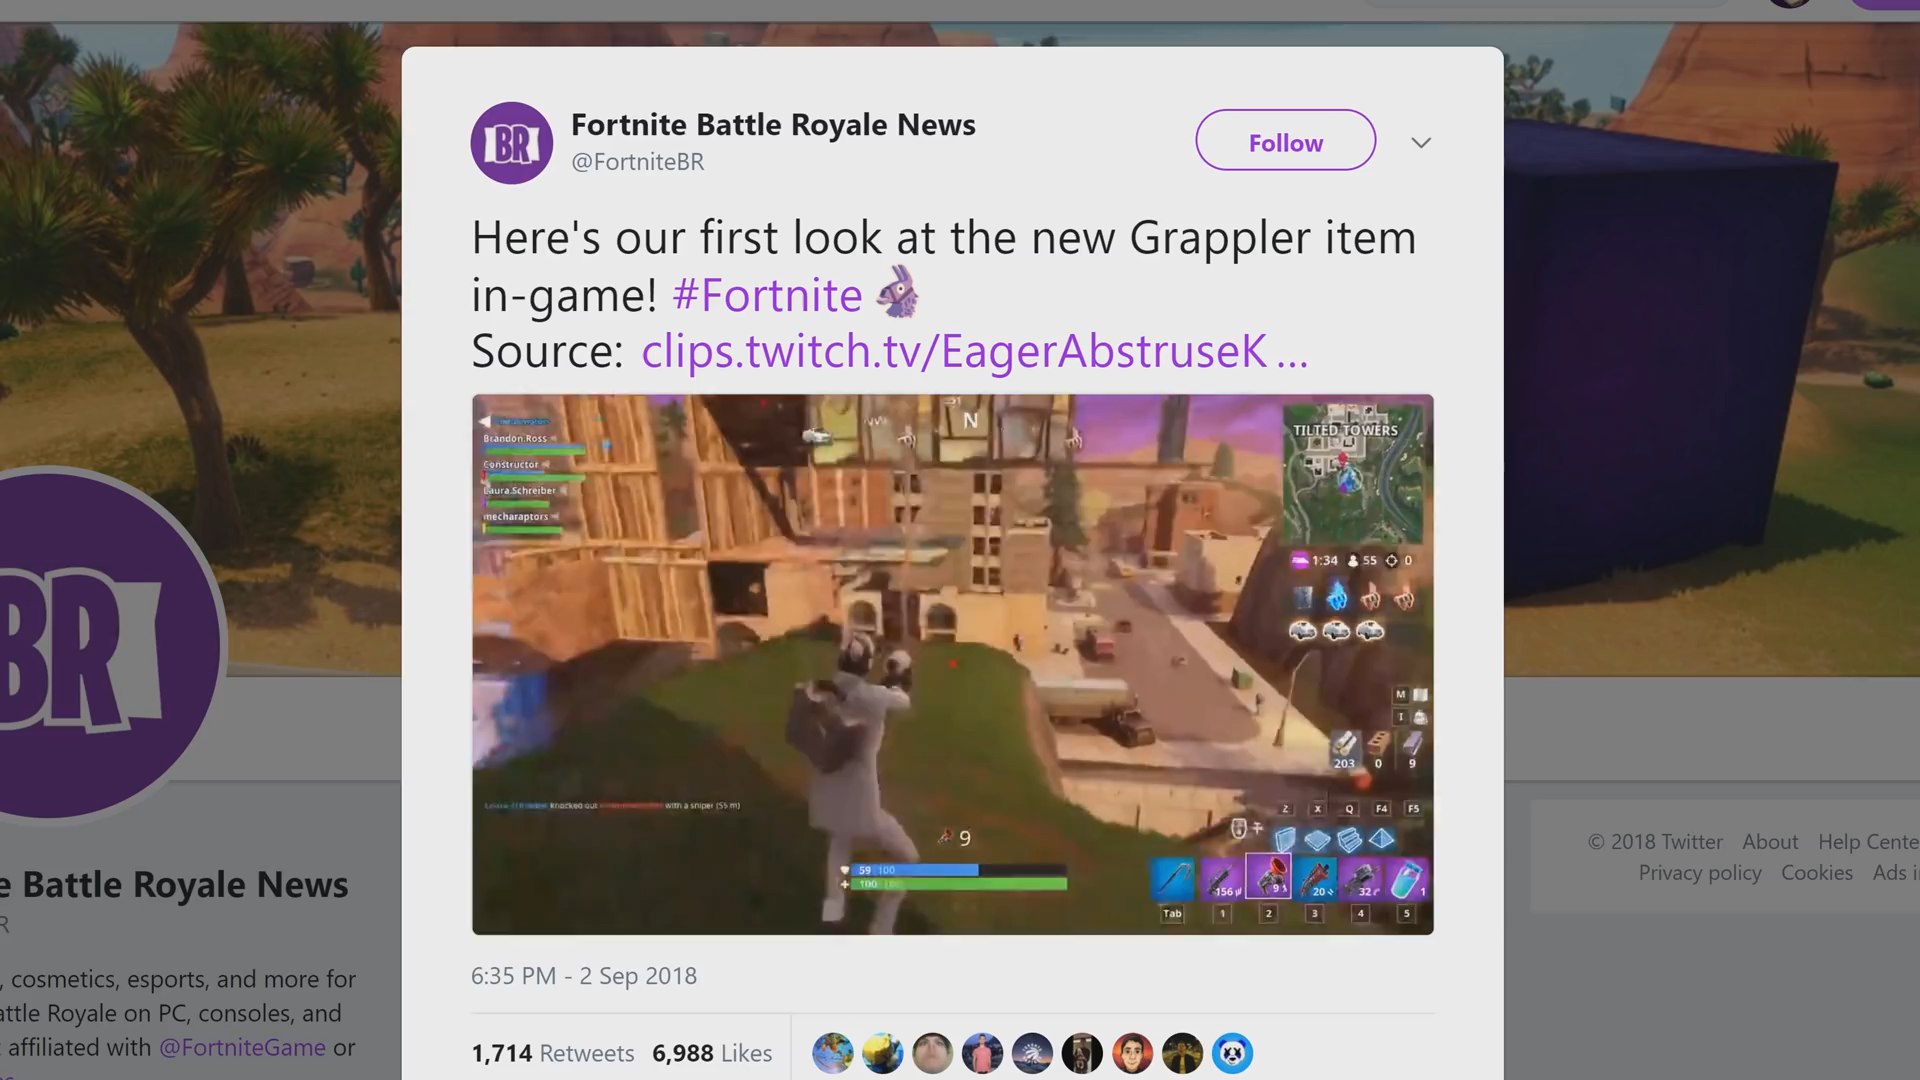 BR
Fortnite Battle Royale News
@FortniteBR
Follow
Here's our first look at the new Grappler item
in-game! #Fortnite
Source: clips.twitch.tv/EagerAbstruseK ...
Brandon.Ross
Constructor
Laura.Schreiber
mecharaptors
N
TILTED TOWERS
1:34 55 0
M
T
203 0 9
Z X Q F4 F5
knocked out
with a sniper (55 m)
9
59 100
100
156 9 20 32 1
Tab 1 2 3 4 5
6:35 PM - 2 Sep 2018
1,714 Retweets 6,988 Likes
BR
e Battle Royale News
R
, cosmetics, esports, and more for
attle Royale on PC, consoles, and
affiliated with @FortniteGame or
© 2018 Twitter About Help Cente
Privacy policy Cookies Ads i